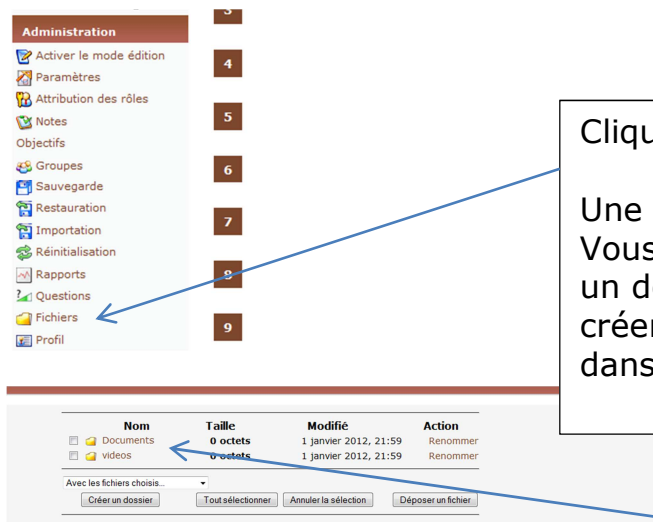 3
Administration
Activer le mode édition
4
Paramètres
Attribution des rôles
Notes
5
Objectifs
Groupes
6
Sauvegarde
Restauration
7
Importation
Réinitialisation
Rapports
8
Questions
Fichiers
9
Profil
Une
Vous
dans
Nom Taille Modifié Action
Documents 0 octets 1 janvier 2012, 21:59 Renommer
videos 0 octets 1 janvier 2012, 21:59 Renommer
Avec les fichiers choisis...
Créer un dossier Tout sélectionner Annuler la sélection Déposer un fichier